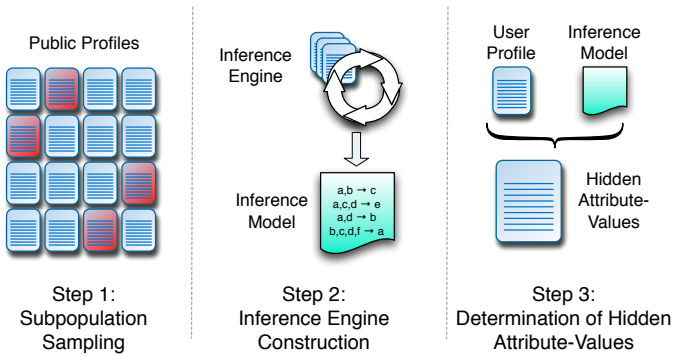 Public Profiles
Step 1:
Subpopulation
Sampling
Inference
Engine
Inference
Model
a,b → c
a,c,d → e
a,d → b
b,c,d,f → a
Step 2:
Inference Engine
Construction
User
Profile
Inference
Model
Hidden
Attribute-
Values
Step 3:
Determination of Hidden
Attribute-Values